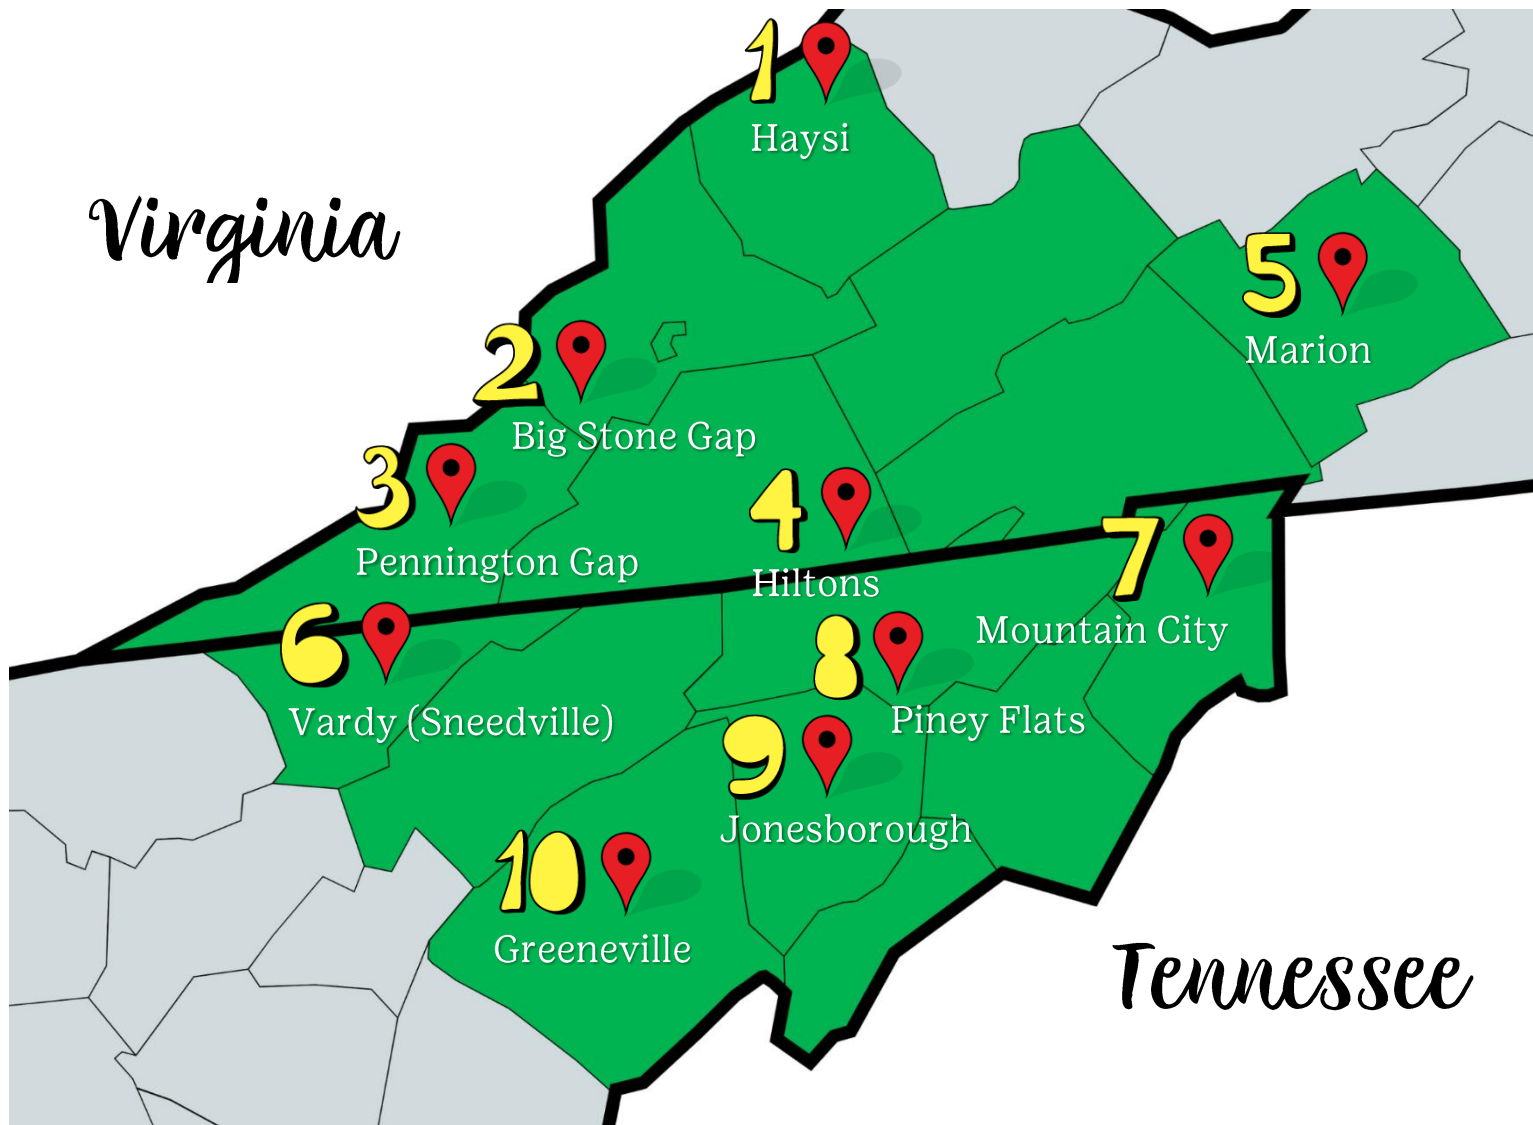 1
Haysi
Virginia
5
Marion
2
Big Stone Gap
3
Pennington Gap
4
Hiltons
7
Mountain City
6
Vardy (Sneedville)
8
Piney Flats
9
Jonesborough
10
Greeneville
Tennessee